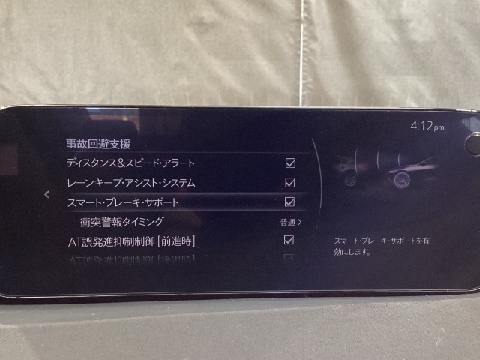 4:12pm
事故回避支援
ディスタンス&スピード・アラート
レーンキープ・アシスト・システム
スマート・ブレーキ・サポート
衝突警報タイミング 普通
AT誤発進抑制制御 [前進時]
スマート・ブレーキ・サポートを有
効にします。